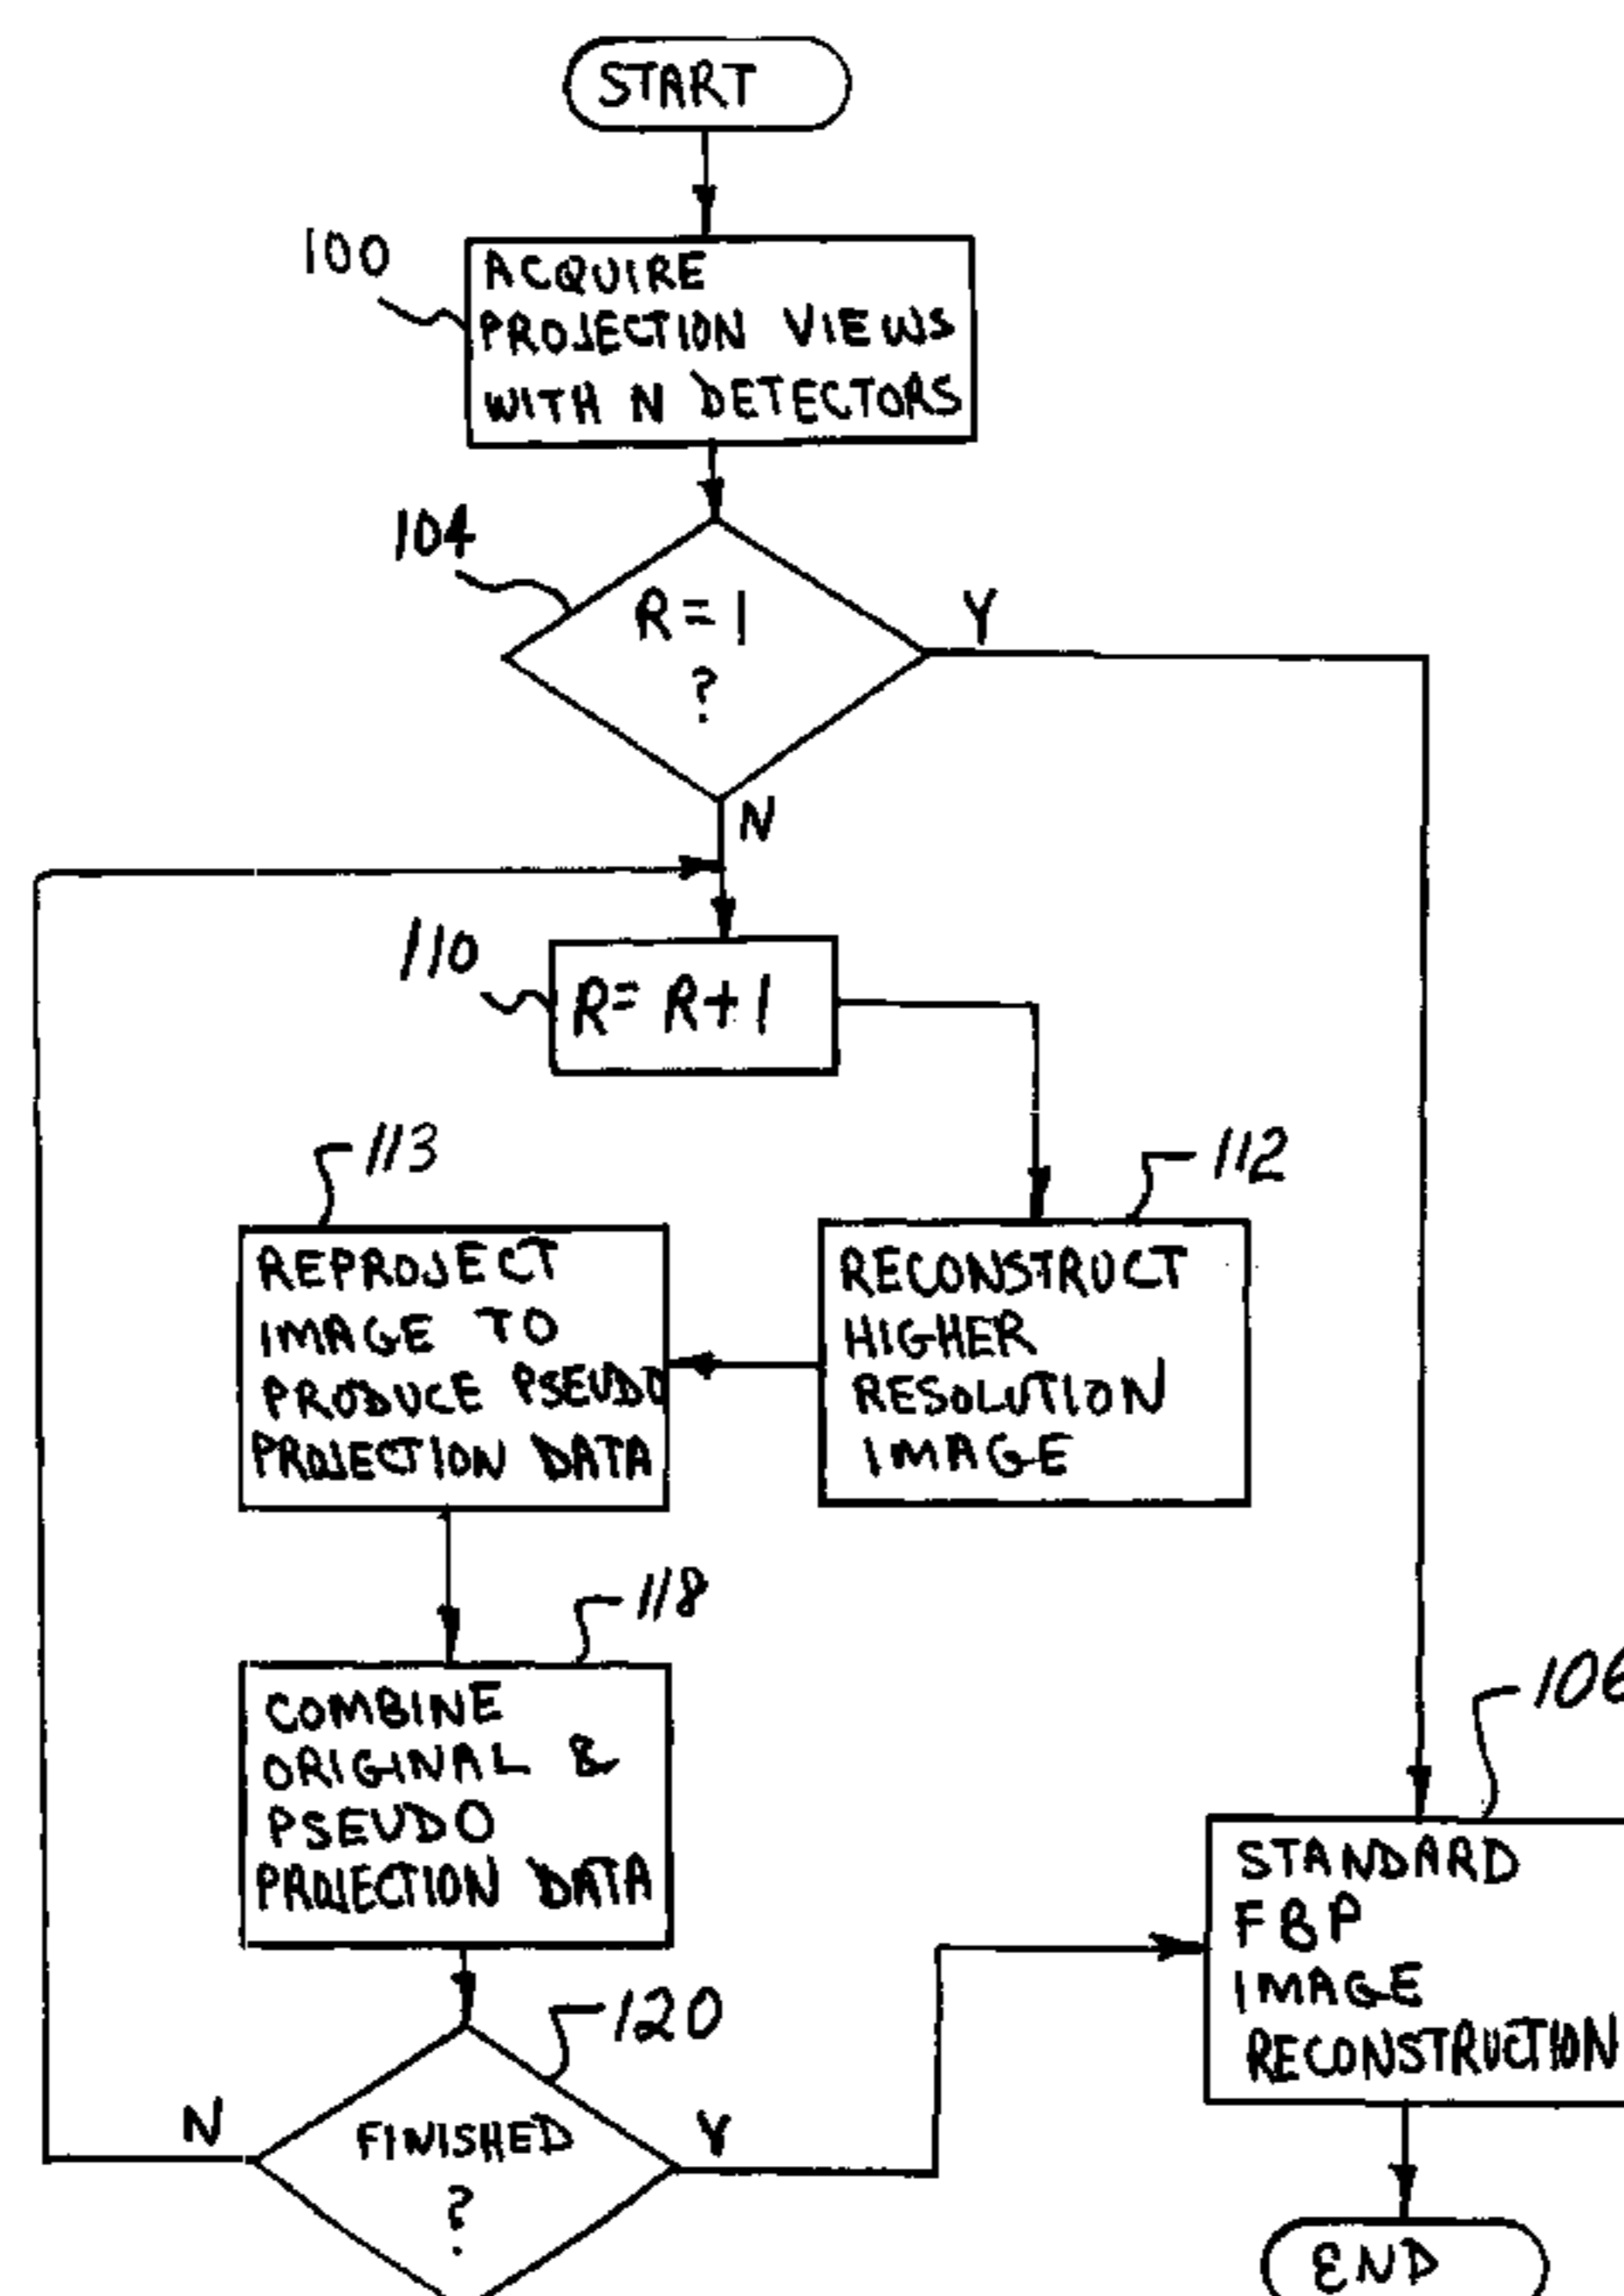 START
100
ACQUIRE
PROJECTION VIEWS
WITH N DETECTORS
104
R=1
?
Y
N
110
R=R+1
113
112
REPROJECT
IMAGE TO
PRODUCE PSEUDO
PROJECTION DATA
RECONSTRUCT
HIGHER
RESOLUTION
IMAGE
118
COMBINE
ORIGINAL &
PSEUDO
PROJECTION DATA
106
STANDARD
FBP
IMAGE
RECONSTRUCTION
120
N
FINISHED
?
Y
END